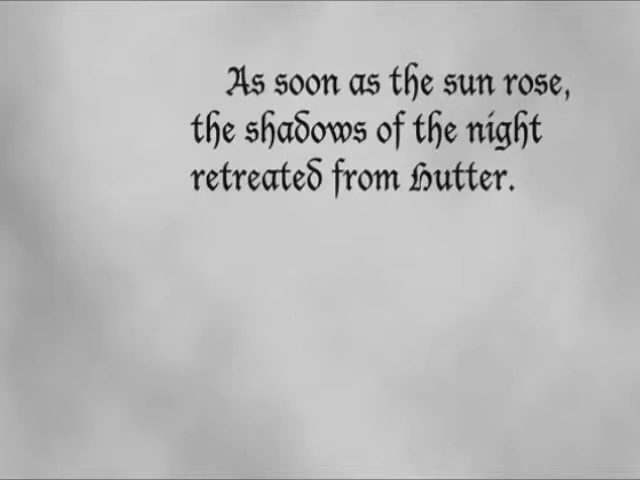 As soon as the sun rose,
the shadows of the night
retreated from Hutter.